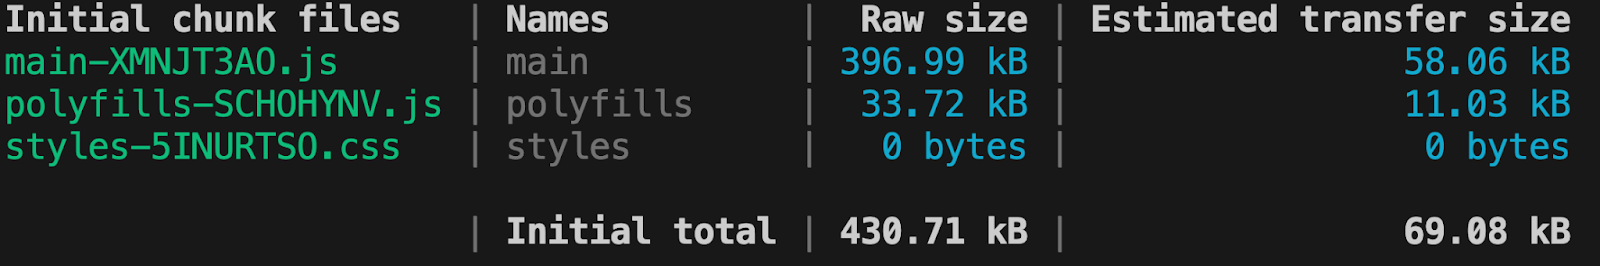 Initial chunk files | Names | Raw size | Estimated transfer size
main-XMNJT3AO.js | main | 396.99 kB | 58.06 kB
polyfills-SCHOHYNV.js | polyfills | 33.72 kB | 11.03 kB
styles-5INURTSO.css | styles | 0 bytes | 0 bytes
| Initial total | 430.71 kB | 69.08 kB